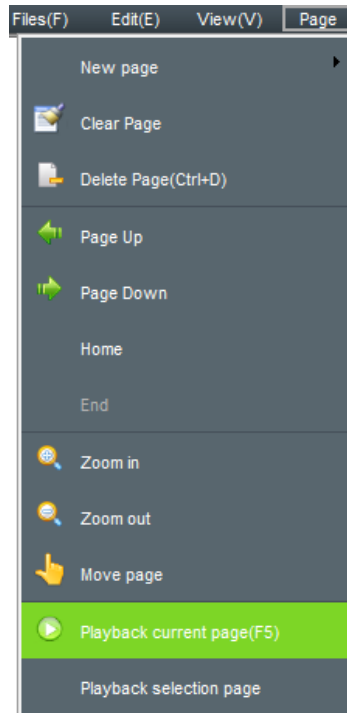 Files(F) Edit(E) View(V) Page
New page
Clear Page
Delete Page(Ctrl+D)
Page Up
Page Down
Home
End
Zoom in
Zoom out
Move page
Playback current page(F5)
Playback selection page